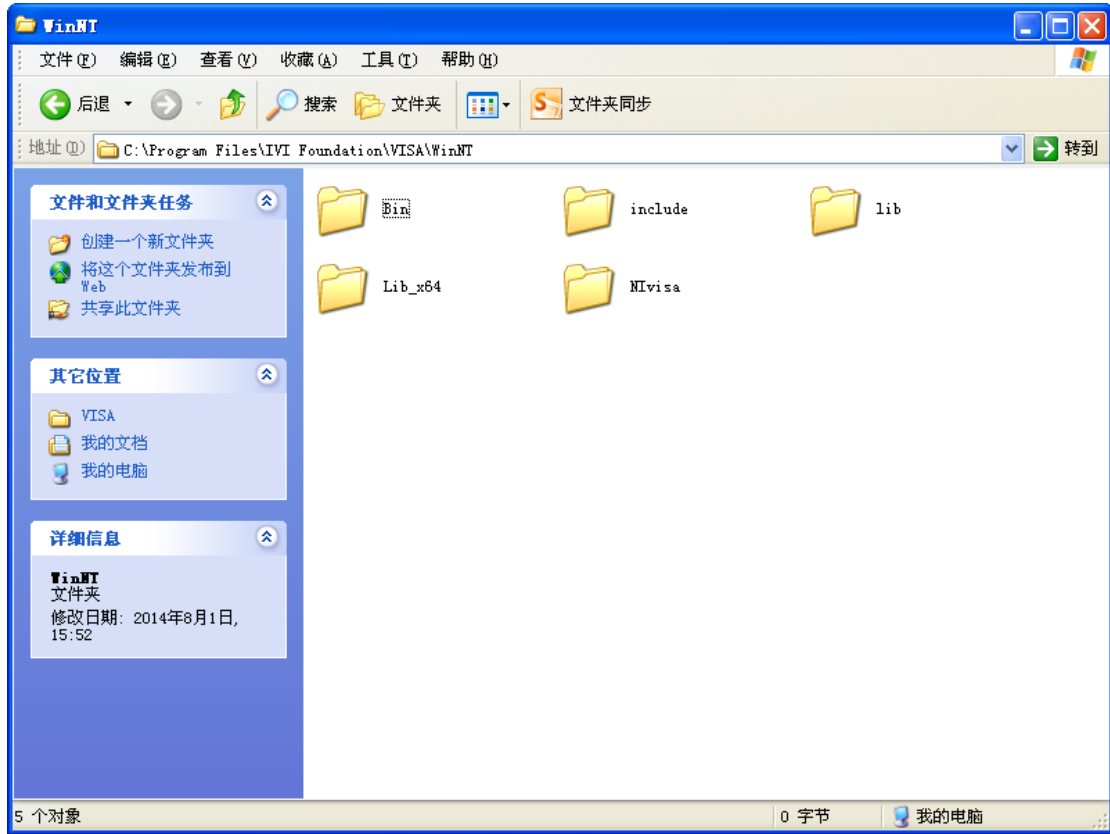 WinNT
文件(F) 编辑(E) 查看(V) 收藏(A) 工具(T) 帮助(H)
后退 搜索 文件夹 文件夹同步
地址(D) C:\Program Files\IVI Foundation\VISA\WinNT 转到
文件和文件夹任务
创建一个新文件夹
将这个文件夹发布到
Web
共享此文件夹
其它位置
VISA
我的文档
我的电脑
详细信息
WinNT
文件夹
修改日期: 2014年8月1日,
15:52
Bin include lib
Lib_x64 NIvisa
5 个对象 0 字节 我的电脑